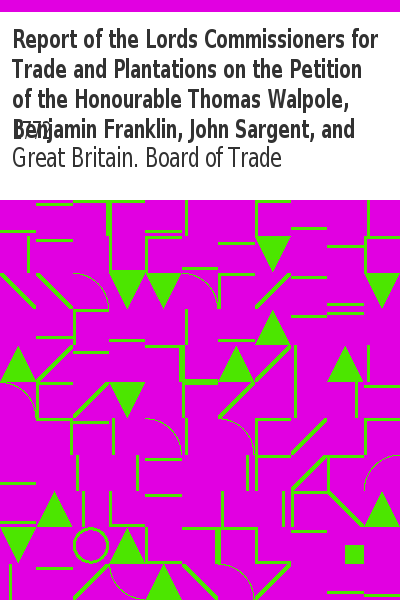 Report of the Lords Commissioners for
Trade and Plantations on the Petition
of the Honourable Thomas Walpole,
Benjamin Franklin, John Sargent, and
Great Britain. Board of Trade